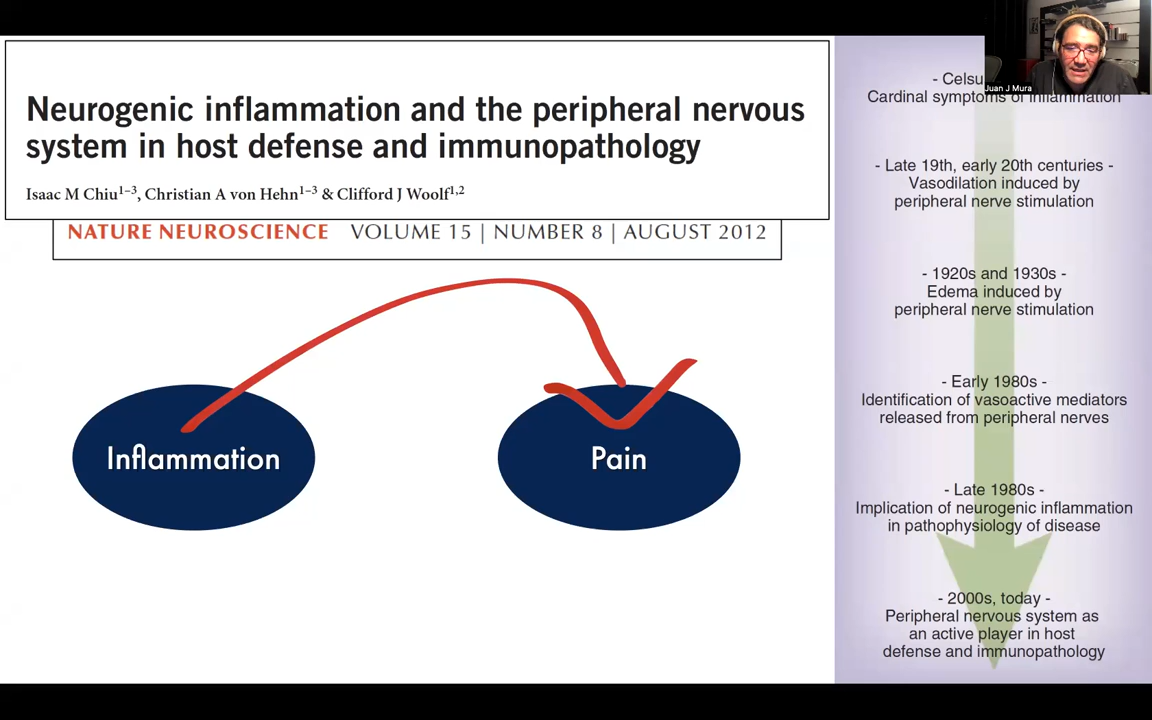 Neurogenic inflammation and the peripheral nervous
system in host defense and immunopathology
Isaac M Chiu1–3, Christian A von Hehn1–3 & Clifford J Woolf1,2
NATURE NEUROSCIENCE VOLUME 15 | NUMBER 8 | AUGUST 2012
Inflammation
Pain
Juan J Mura
Cardinal symptoms of inflammation
- Late 19th, early 20th centuries -
Vasodilation induced by
peripheral nerve stimulation
- 1920s and 1930s -
Edema induced by
peripheral nerve stimulation
- Early 1980s -
Identification of vasoactive mediators
released from peripheral nerves
- Late 1980s -
Implication of neurogenic inflammation
in pathophysiology of disease
- 2000s, today -
Peripheral nervous system as
an active player in host
defense and immunopathology